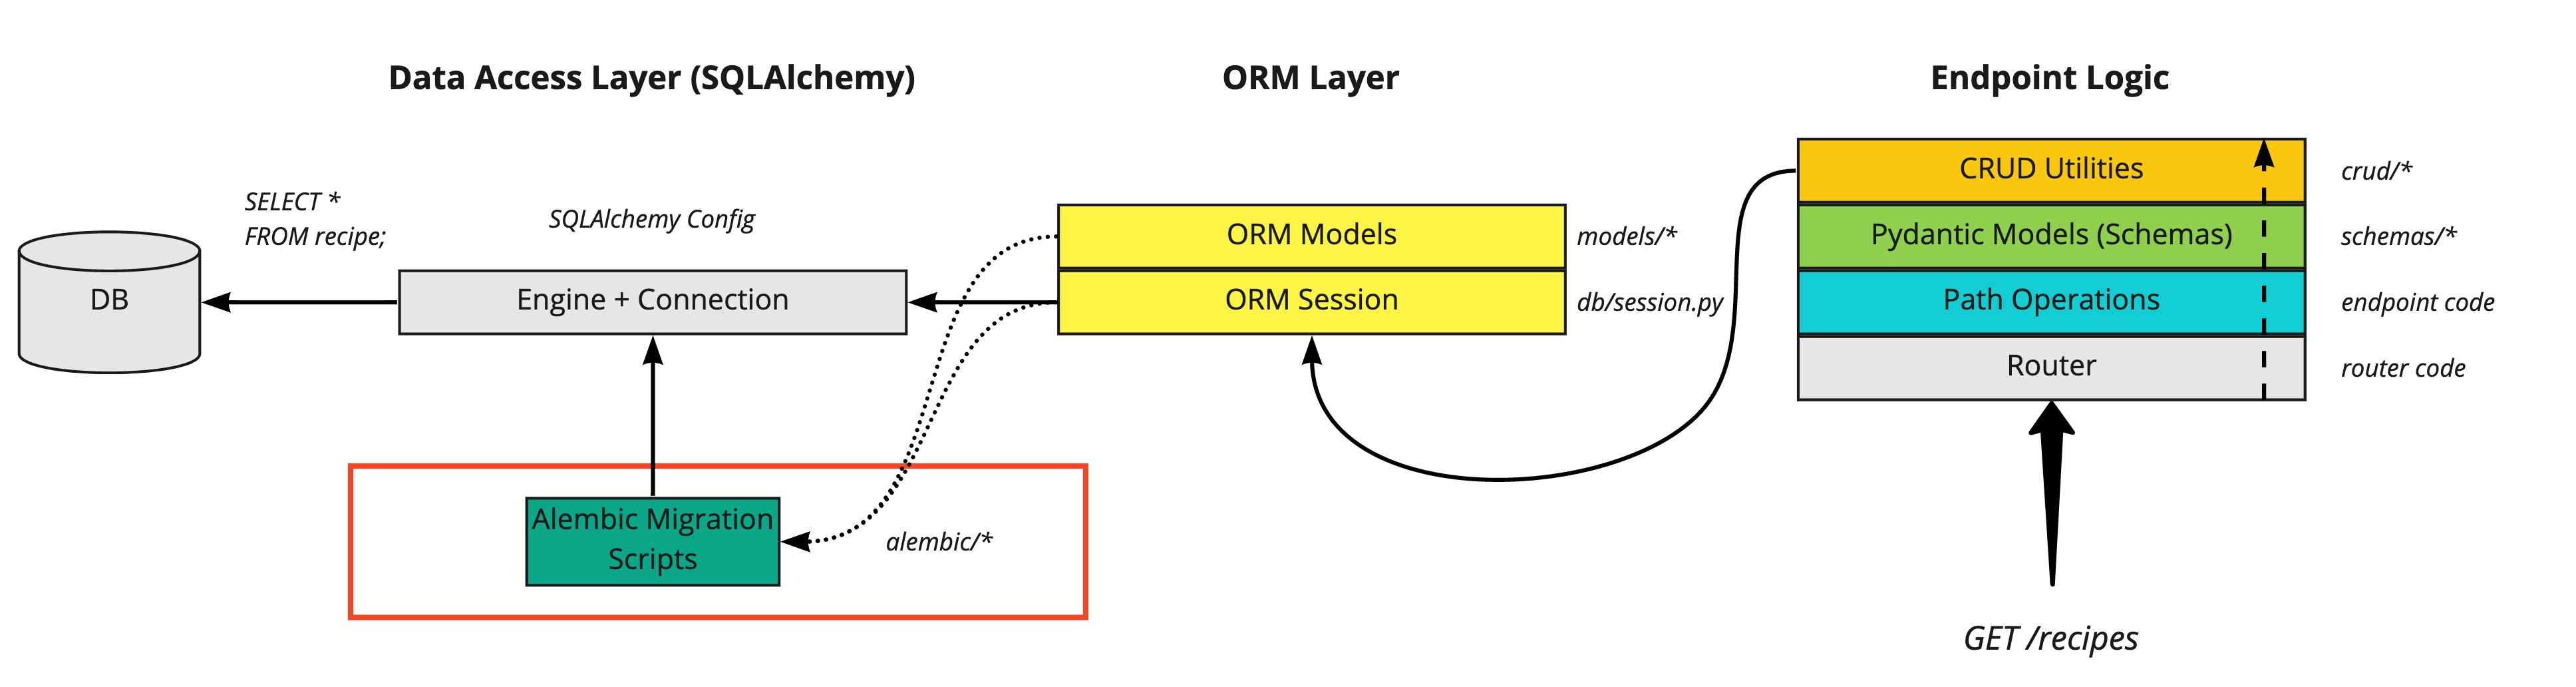 Data Access Layer (SQLAlchemy)
ORM Layer
Endpoint Logic
SELECT *
FROM recipe;
SQLAlchemy Config
DB
Engine + Connection
ORM Models
models/*
ORM Session
db/session.py
CRUD Utilities
crud/*
Pydantic Models (Schemas)
schemas/*
Path Operations
endpoint code
Router
router code
Alembic Migration
Scripts
alembic/*
GET /recipes